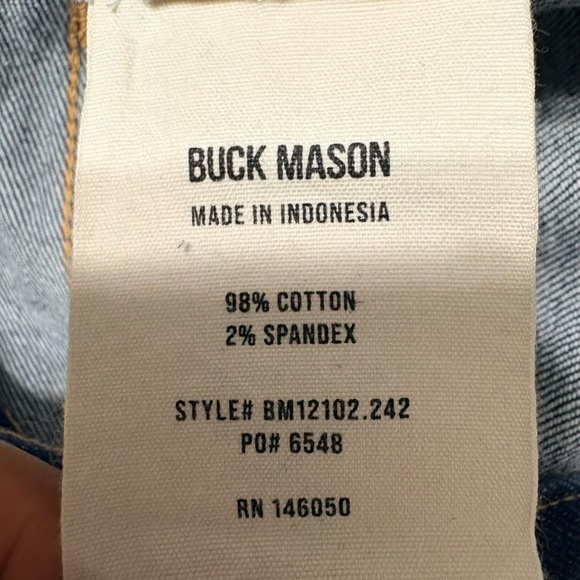 BUCK MASON
MADE IN INDONESIA
98% COTTON
2% SPANDEX
STYLE# BM12102.242
PO# 6548
RN 146050